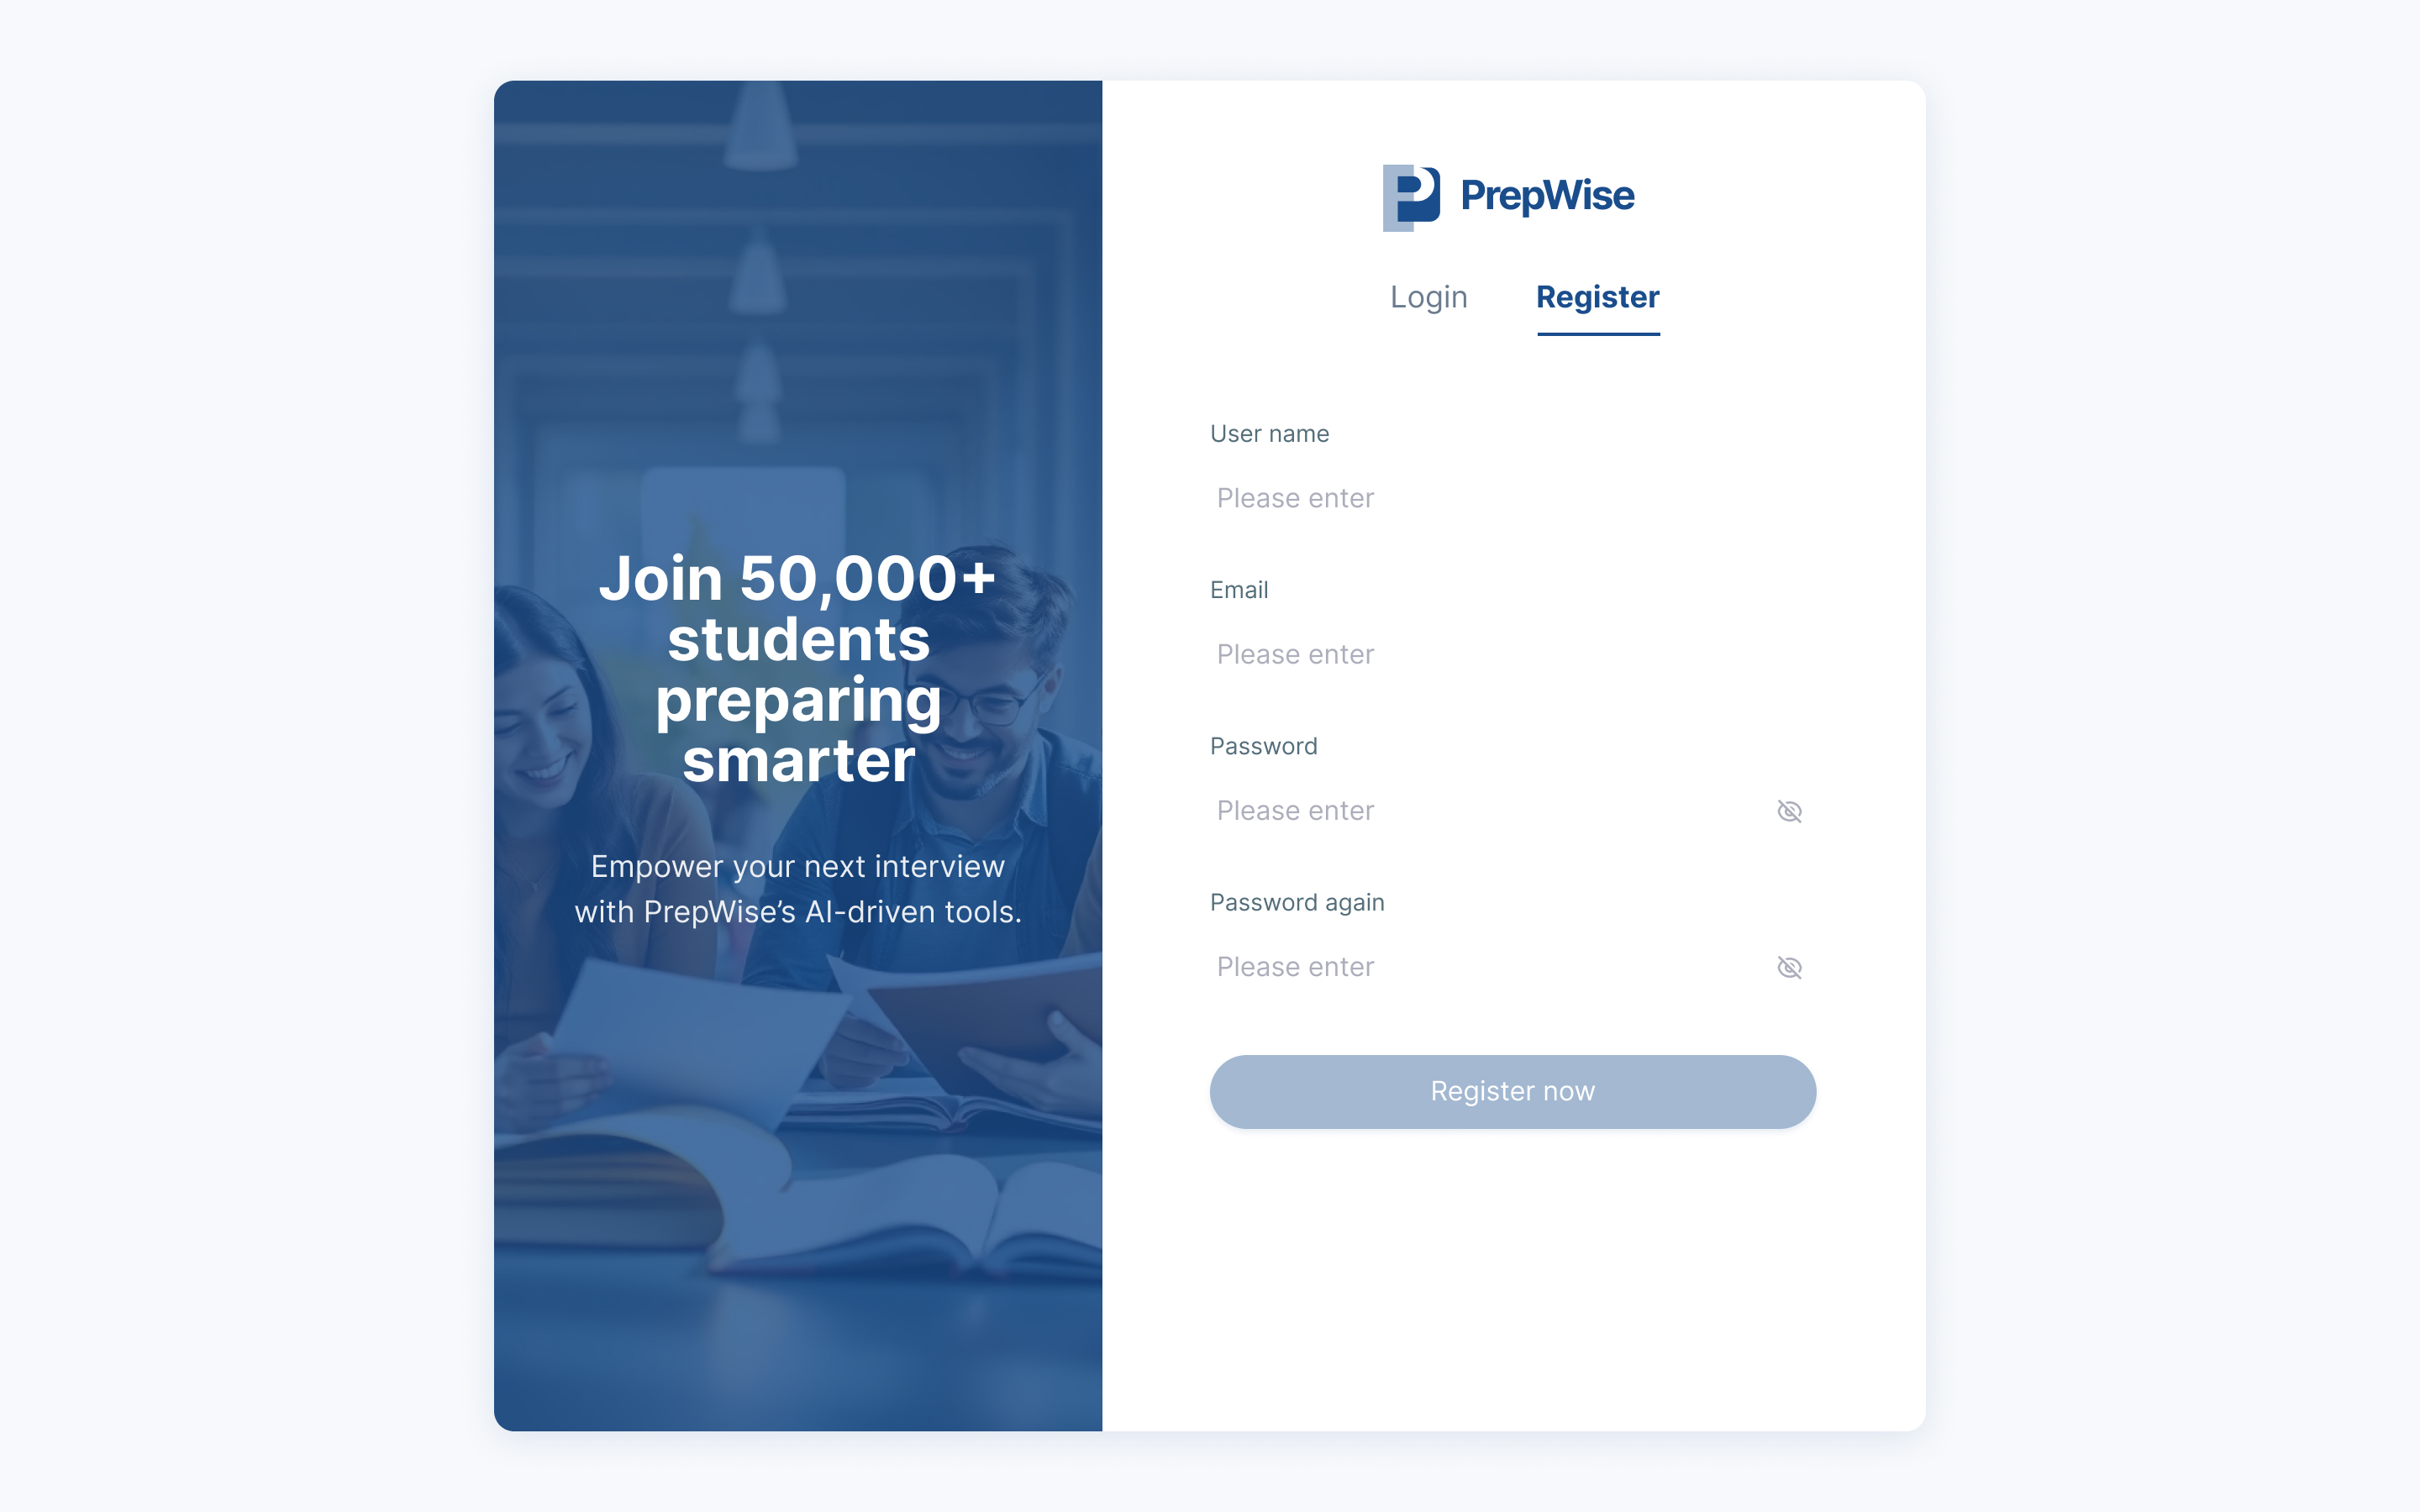 Join 50,000+
students
preparing
smarter
Empower your next interview
with PrepWise’s AI-driven tools.
PrepWise
Login
Register
User name
Please enter
Email
Please enter
Password
Please enter
Password again
Please enter
Register now